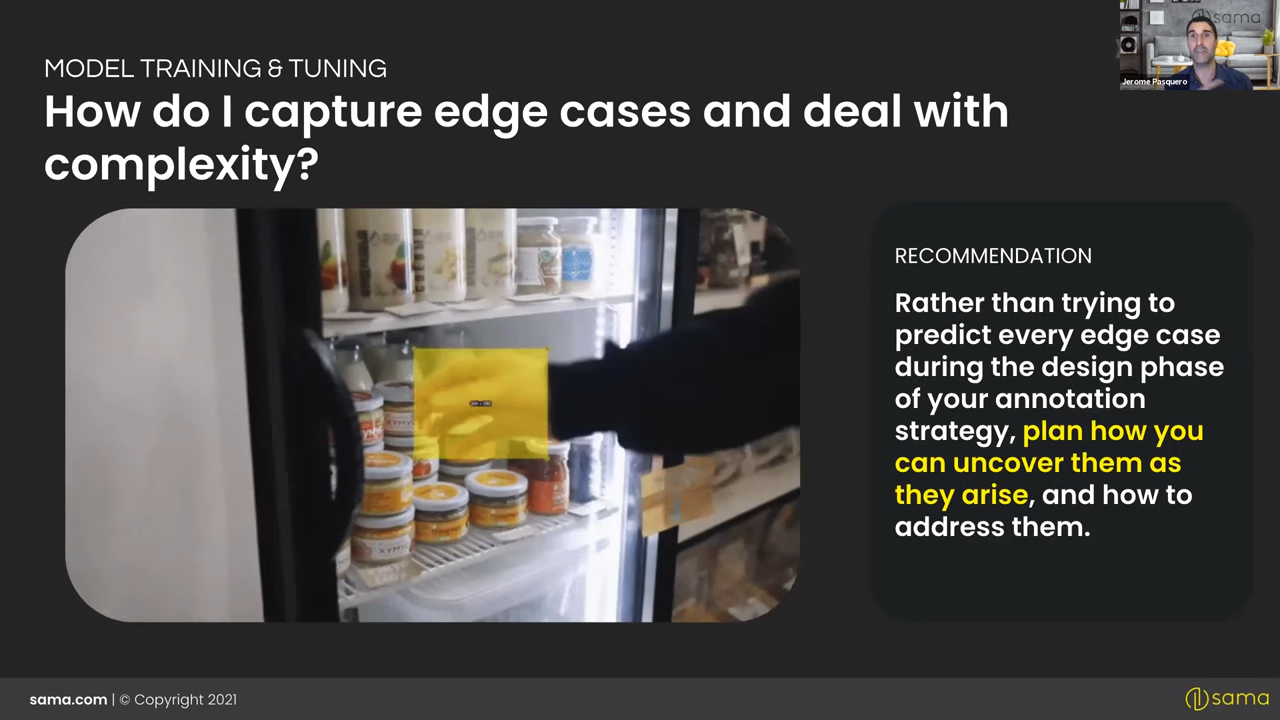 MODEL TRAINING & TUNING
How do I capture edge cases and deal with
complexity?
sama
Jerome Pasquero
ХУМУС
ХУМУС
RECOMMENDATION
Rather than trying to
predict every edge case
during the design phase
of your annotation
strategy, plan how you
can uncover them as
they arise, and how to
address them.
sama.com | © Copyright 2021
sama